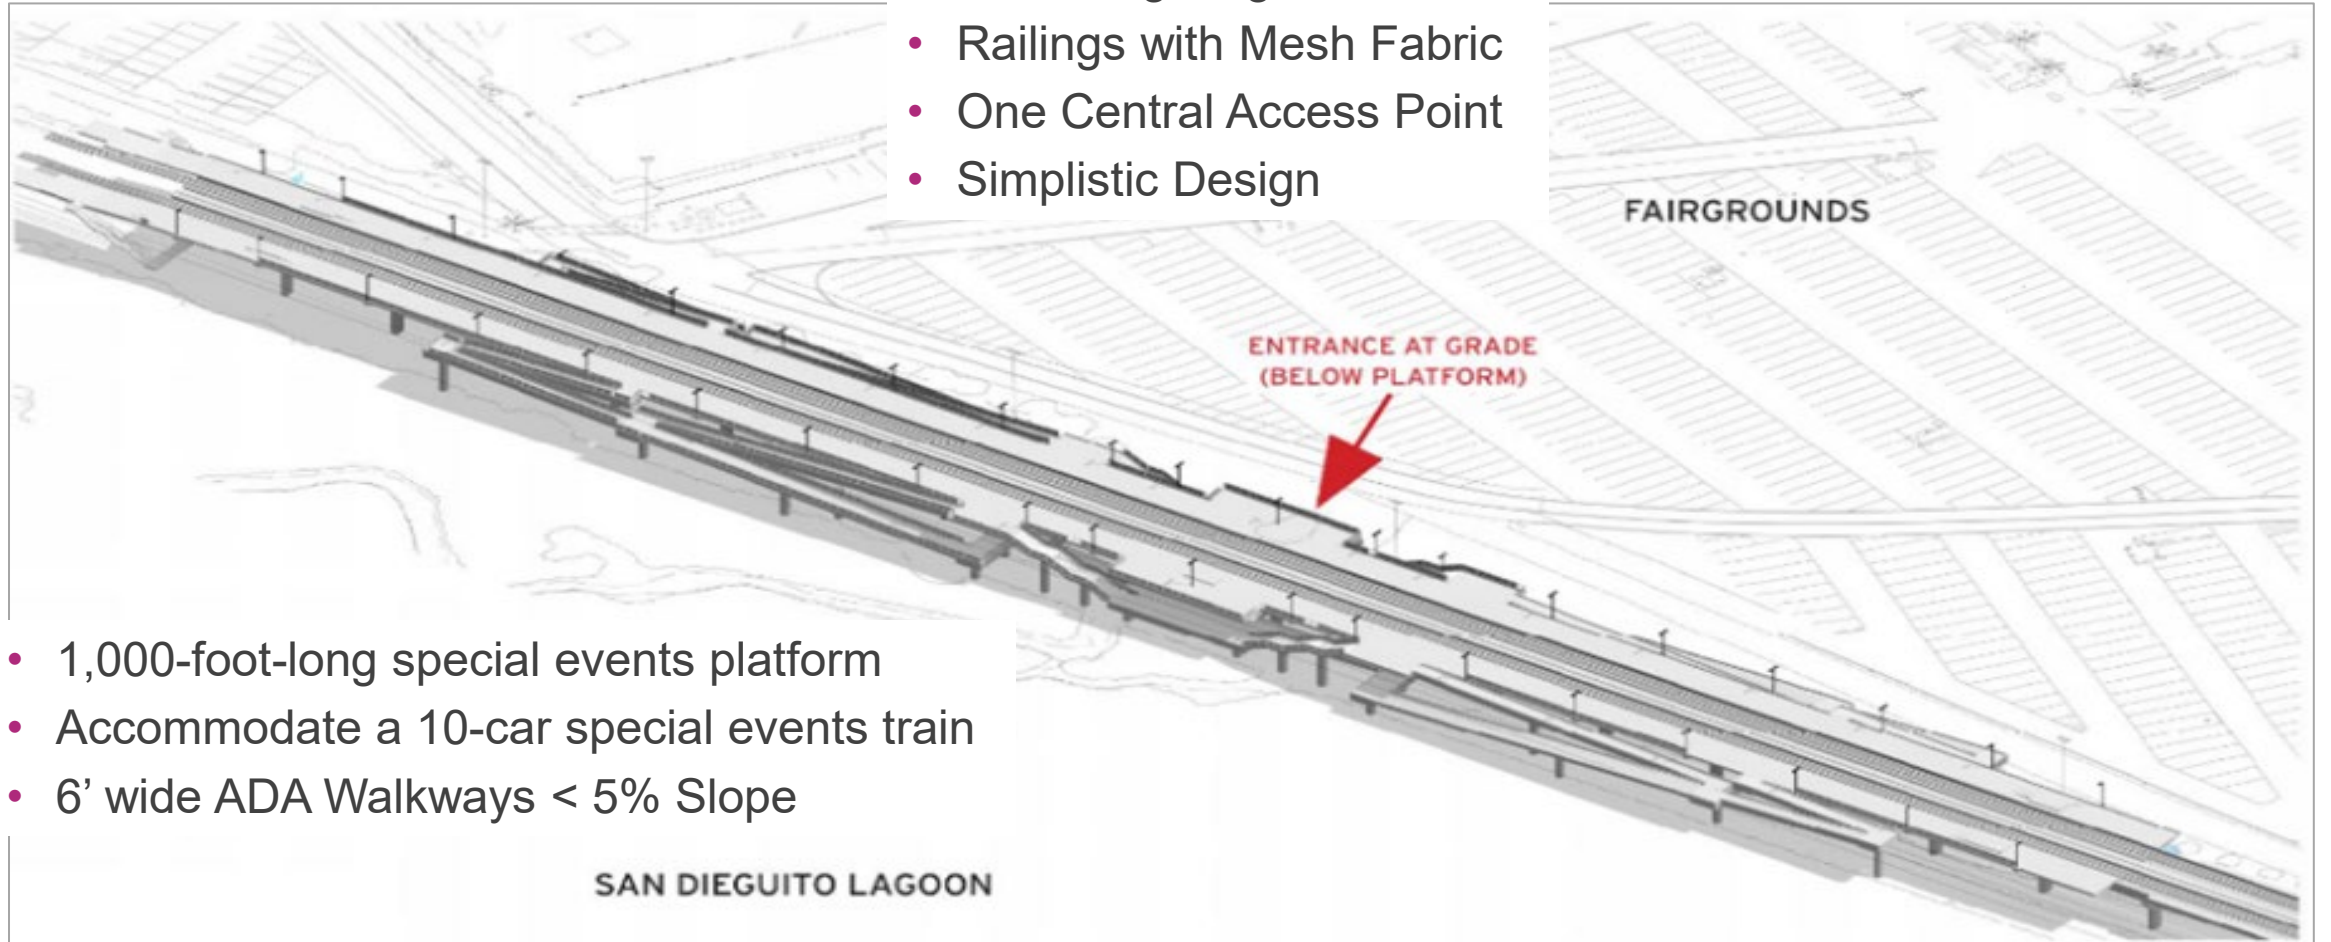 • Railings with Mesh Fabric
• One Central Access Point
• Simplistic Design
FAIRGROUNDS
ENTRANCE AT GRADE
(BELOW PLATFORM)
• 1,000-foot-long special events platform
• Accommodate a 10-car special events train
• 6’ wide ADA Walkways < 5% Slope
SAN DIEGUITO LAGOON